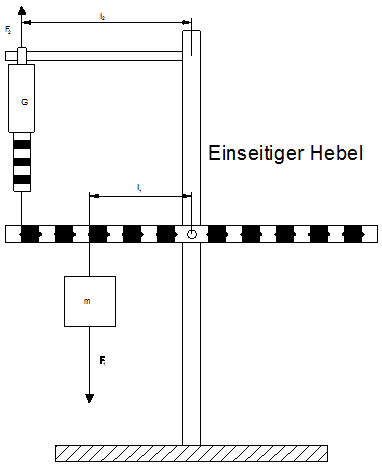 l₂
F₂
G
Einseitiger Hebel
l₁
m
F₁